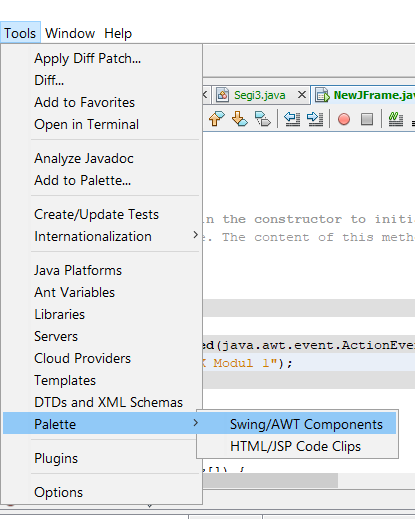 Tools Window Help
Apply Diff Patch...
Diff...
Add to Favorites
Open in Terminal
Analyze Javadoc
Add to Palette...
Create/Update Tests
Internationalization
Java Platforms
Ant Variables
Libraries
Servers
Cloud Providers
Templates
DTDs and XML Schemas
Palette
Plugins
Options
Swing/AWT Components
HTML/JSP Code Clips
Segi3.java NewJFrame.jav
in the constructor to initia
e. The content of this meth
ed(java.awt.event.ActionEve
Modul 1");
s[]) {